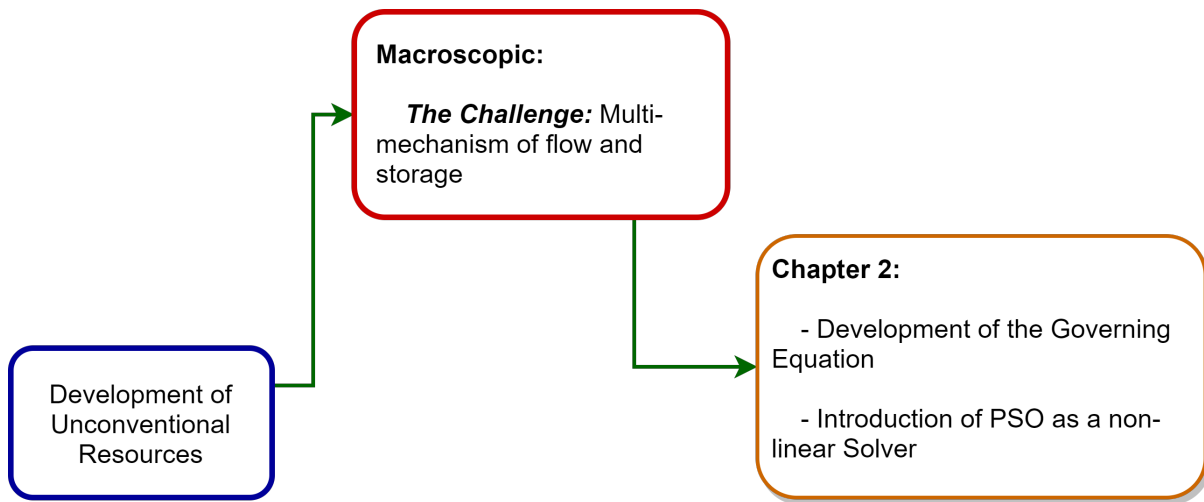 Macroscopic:
The Challenge: Multi-
mechanism of flow and
storage
Chapter 2:
- Development of the Governing
Equation
- Introduction of PSO as a non-
linear Solver
Development of
Unconventional
Resources